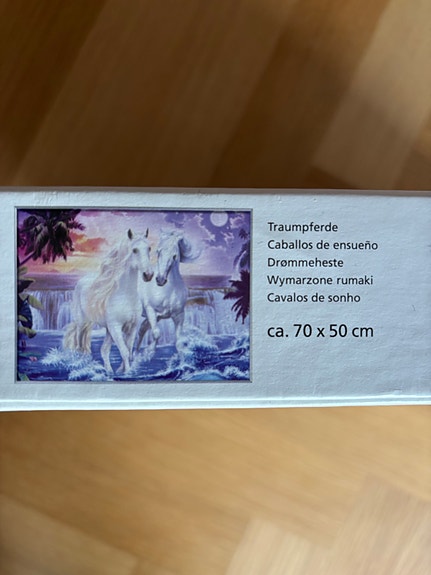 Traumpferde
Caballos de ensueño
Drømmeheste
Wymarzone rumaki
Cavalos de sonho
ca. 70 x 50 cm